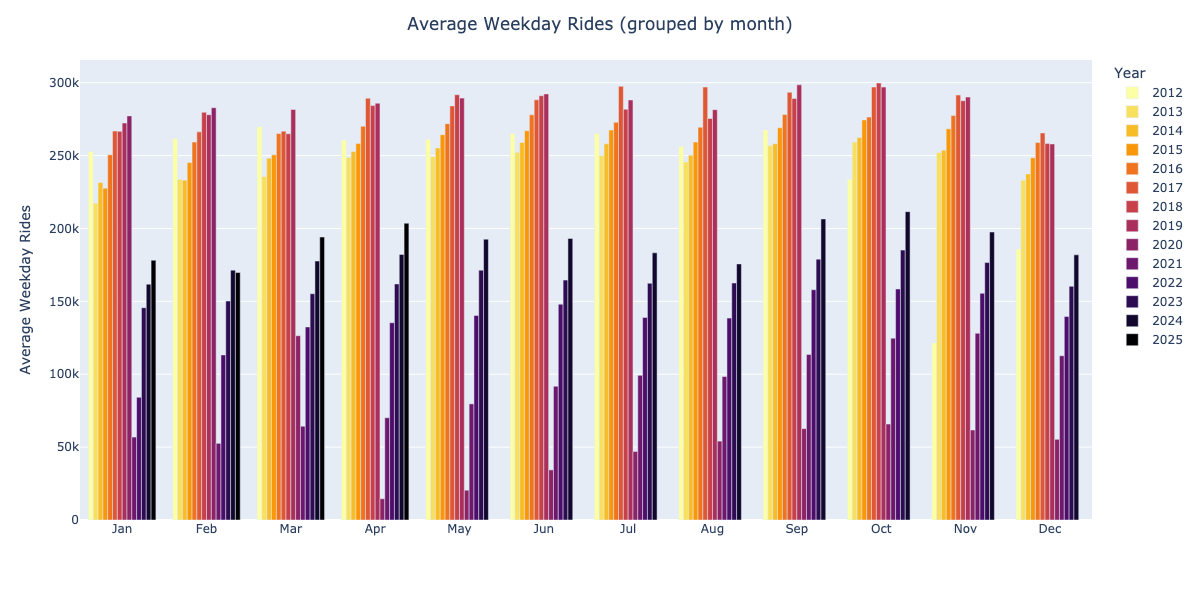 Average Weekday Rides (grouped by month)
Average Weekday Rides
300k
250k
200k
150k
100k
50k
0
Jan Feb Mar Apr May Jun Jul Aug Sep Oct Nov Dec
Year
2012
2013
2014
2015
2016
2017
2018
2019
2020
2021
2022
2023
2024
2025